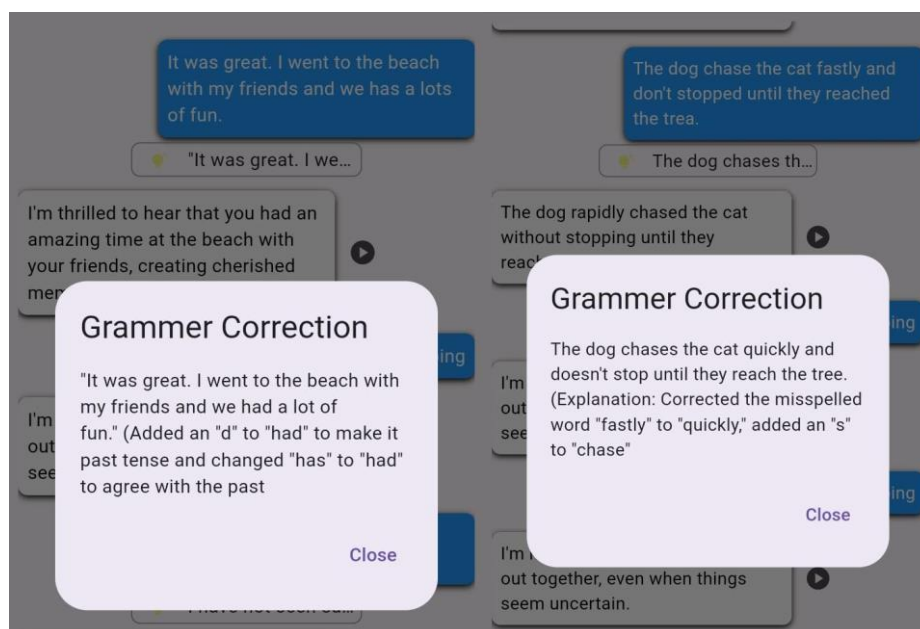 It was great. I went to the beach
with my friends and we has a lots
of fun.
"It was great. I we...
I'm thrilled to hear that you had an
amazing time at the beach with
your friends, creating cherished
Grammer Correction
"It was great. I went to the beach with
my friends and we had a lot of
fun." (Added an "d" to "had" to make it
past tense and changed "has" to "had"
to agree with the past
Close
ing
I'm
out
see
The dog chase the cat fastly and
don't stopped until they reached
the trea.
The dog chases th...
The dog rapidly chased the cat
without stopping until they
Grammer Correction
The dog chases the cat quickly and
doesn't stop until they reach the tree.
(Explanation: Corrected the misspelled
word "fastly" to "quickly," added an "s"
to "chase"
Close
ing
I'm
out
see
ing
I'm
out together, even when things
seem uncertain.